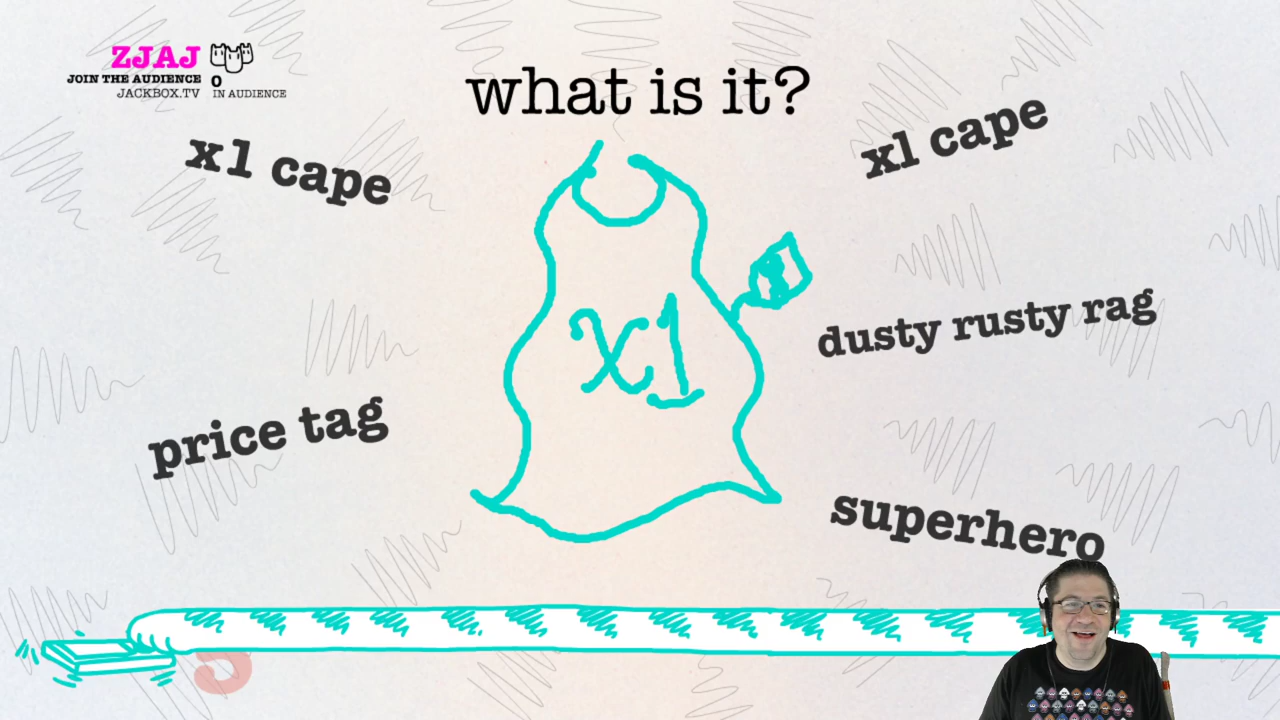 ZJAJ
JOIN THE AUDIENCE
JACKBOX.TV
0
IN AUDIENCE
what is it?
x1 cape
x1 cape
dusty rusty rag
price tag
superhero
x1